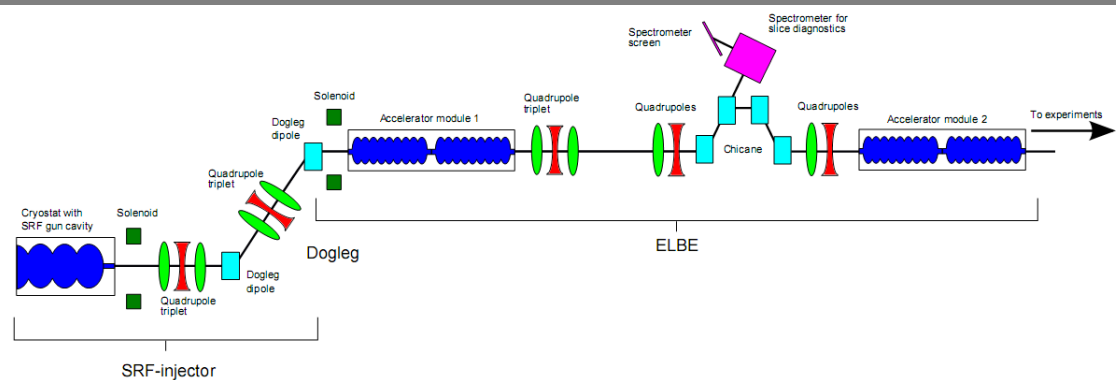 Spectrometer for
slice diagnostics
Spectrometer
screen
Solenoid
Quadrupole
triplet
Quadrupoles
Quadrupoles
Dogleg
dipole
Accelerator module 1
Accelerator module 2
To experiments
Chicane
Quadrupole
triplet
Cryostat with
SRF gun cavity
Solenoid
Dogleg
ELBE
Dogleg
dipole
Quadrupole
triplet
SRF-injector